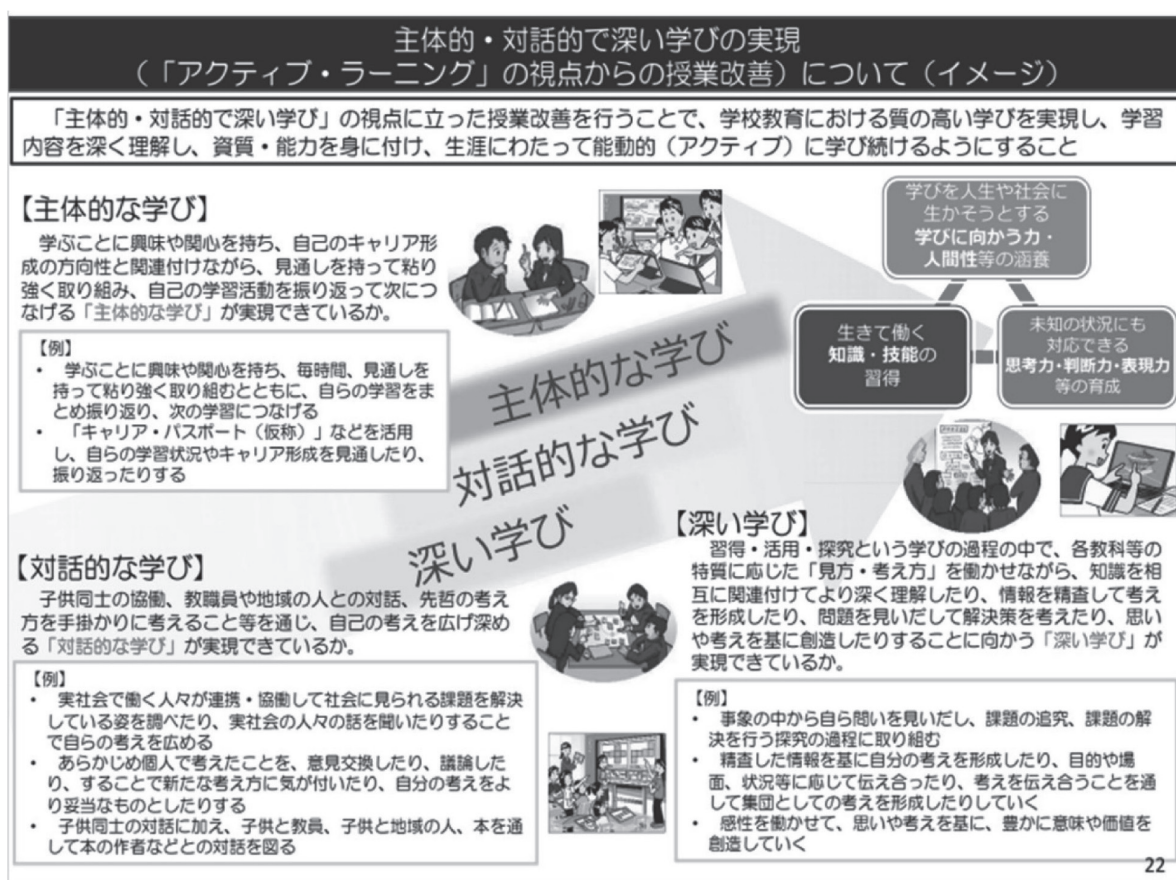 主体的・対話的で深い学びの実現
（「アクティブ・ラーニング」の視点からの授業改善）について（イメージ）
「主体的・対話的で深い学び」の視点に立った授業改善を行うことで、学校教育における質の高い学びを実現し、学習
内容を深く理解し、資質・能力を身に付け、生涯にわたって能動的（アクティブ）に学び続けるようにすること
【主体的な学び】
学ぶことに興味や関心を持ち、自己のキャリア形
成の方向性と関連付けながら、見通しを持って粘り
強く取り組み、自己の学習活動を振り返って次につ
なげる「主体的な学び」が実現できているか。
【例】
・ 学ぶことに興味や関心を持ち、毎時間、見通しを
持って粘り強く取り組むとともに、自らの学習をま
とめ振り返り、次の学習につなげる
・ 「キャリア・パスポート（仮称）」などを活用
し、自らの学習状況やキャリア形成を見通したり、
振り返ったりする
学びを人生や社会に
生かそうとする
学びに向かう力・
人間性等の涵養
生きて働く
知識・技能の
習得
未知の状況にも
対応できる
思考力・判断力・表現力
等の育成
主体的な学び
対話的な学び
深い学び
【対話的な学び】
子供同士の協働、教職員や地域の人との対話、先哲の考え
方を手掛かりに考えること等を通じ、自己の考えを広げ深め
る「対話的な学び」が実現できているか。
【例】
・ 実社会で働く人々が連携・協働して社会に見られる課題を解決
している姿を調べたり、実社会の人々の話を聞いたりすること
で自らの考えを広める
・ あらかじめ個人で考えたことを、意見交換したり、議論した
り、することで新たな考え方に気が付いたり、自分の考えをよ
り妥当なものとしたりする
・ 子供同士の対話に加え、子供と教員、子供と地域の人、本を通
して本の作者などとの対話を図る
【深い学び】
習得・活用・探究という学びの過程の中で、各教科等の
特質に応じた「見方・考え方」を働かせながら、知識を相
互に関連付けてより深く理解したり、情報を精査して考え
を形成したり、問題を見いだして解決策を考えたり、思い
や考えを基に創造したりすることに向かう「深い学び」が
実現できているか。
【例】
・ 事象の中から自ら問いを見いだし、課題の追究、課題の解
決を行う探究の過程に取り組む
・ 精査した情報を基に自分の考えを形成したり、目的や場
面、状況等に応じて伝え合ったり、考えを伝え合うことを通
して集団としての考えを形成したりしていく
・ 感性を働かせて、思いや考えを基に、豊かに意味や価値を
創造していく
22